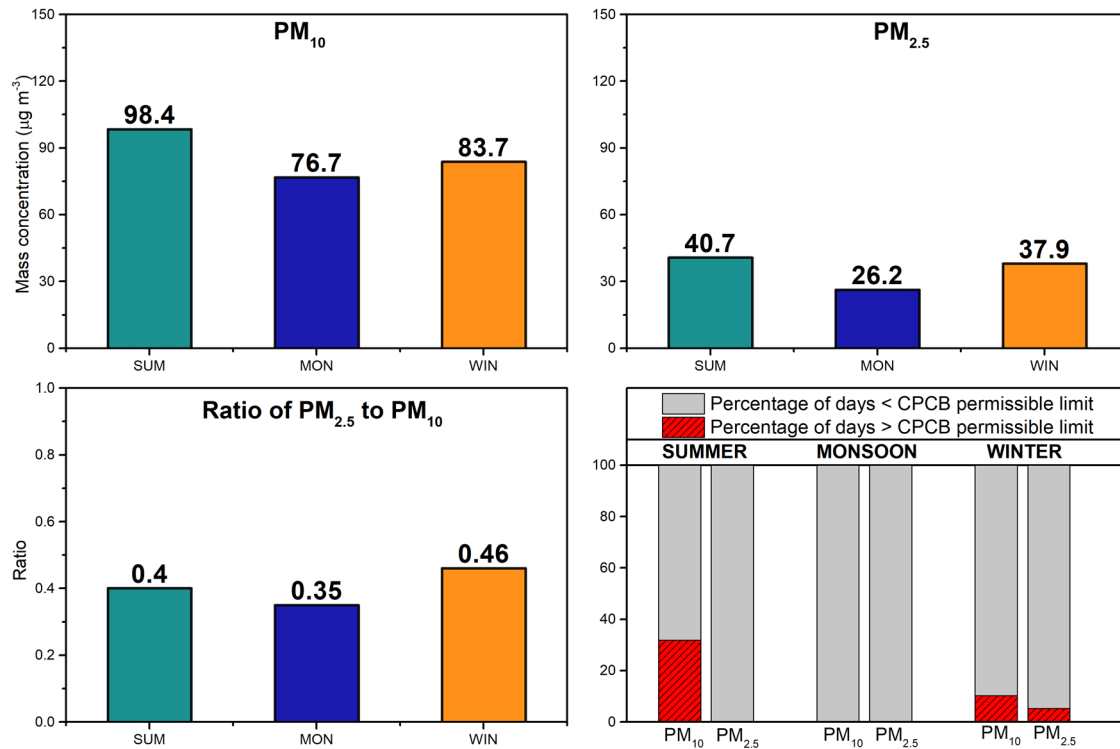 PM10
150
120
90
60
30
0
Mass concentration (μg m-3)
98.4
76.7
83.7
SUM
MON
WIN
PM2.5
150
120
90
60
30
0
40.7
26.2
37.9
SUM
MON
WIN
Ratio of PM2.5 to PM10
1.0
0.8
0.6
0.4
0.2
0.0
Ratio
0.4
0.35
0.46
SUM
MON
WIN
Percentage of days < CPCB permissible limit
Percentage of days > CPCB permissible limit
SUMMER MONSOON WINTER
100
80
60
40
20
0
PM10 PM2.5 PM10 PM2.5 PM10 PM2.5